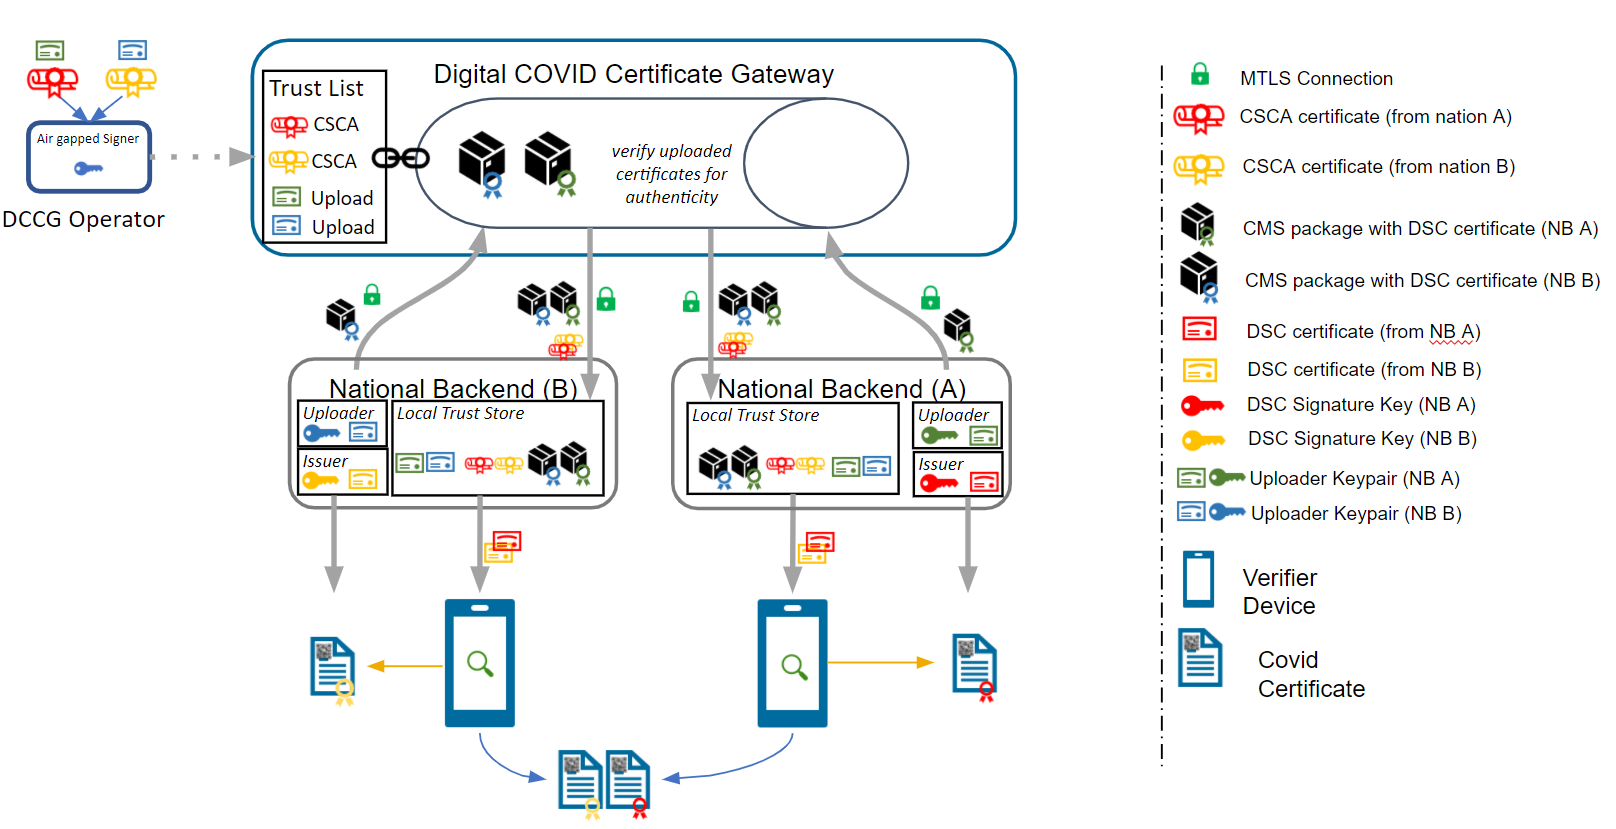 Digital COVID Certificate Gateway
Trust List
CSCA
CSCA
Upload
Upload
verify uploaded
certificates for
authenticity
Air gapped Signer
DCCG Operator
National Backend (B)
Uploader
Issuer
Local Trust Store
National Backend (A)
Local Trust Store
Uploader
Issuer
MTLS Connection
CSCA certificate (from nation A)
CSCA certificate (from nation B)
CMS package with DSC certificate (NB A)
CMS package with DSC certificate (NB B)
DSC certificate (from NB A)
DSC certificate (from NB B)
DSC Signature Key (NB A)
DSC Signature Key (NB B)
Uploader Keypair (NB A)
Uploader Keypair (NB B)
Verifier
Device
Covid
Certificate